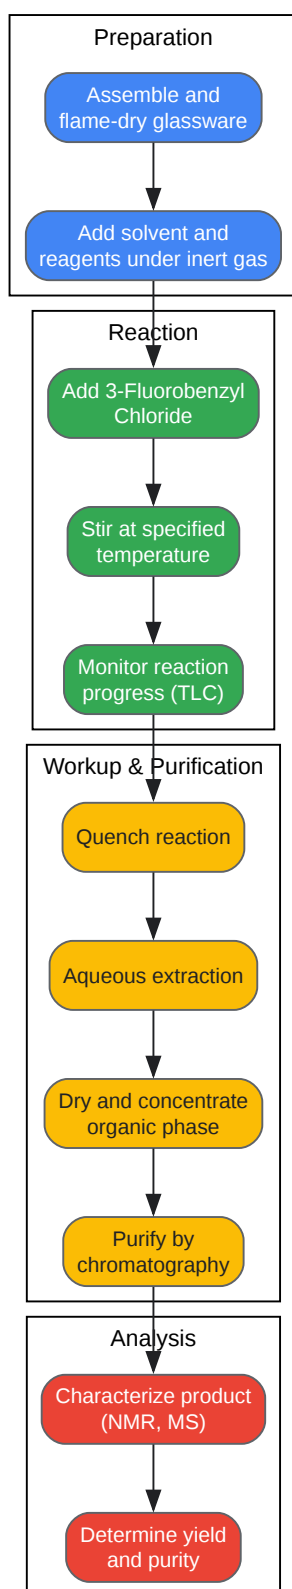 Preparation
Assemble and
flame-dry glassware
Add solvent and
reagents under inert gas
Reaction
Add 3-Fluorobenzyl
Chloride
Stir at specified
temperature
Monitor reaction
progress (TLC)
Workup & Purification
Quench reaction
Aqueous extraction
Dry and concentrate
organic phase
Purify by
chromatography
Analysis
Characterize product
(NMR, MS)
Determine yield
and purity